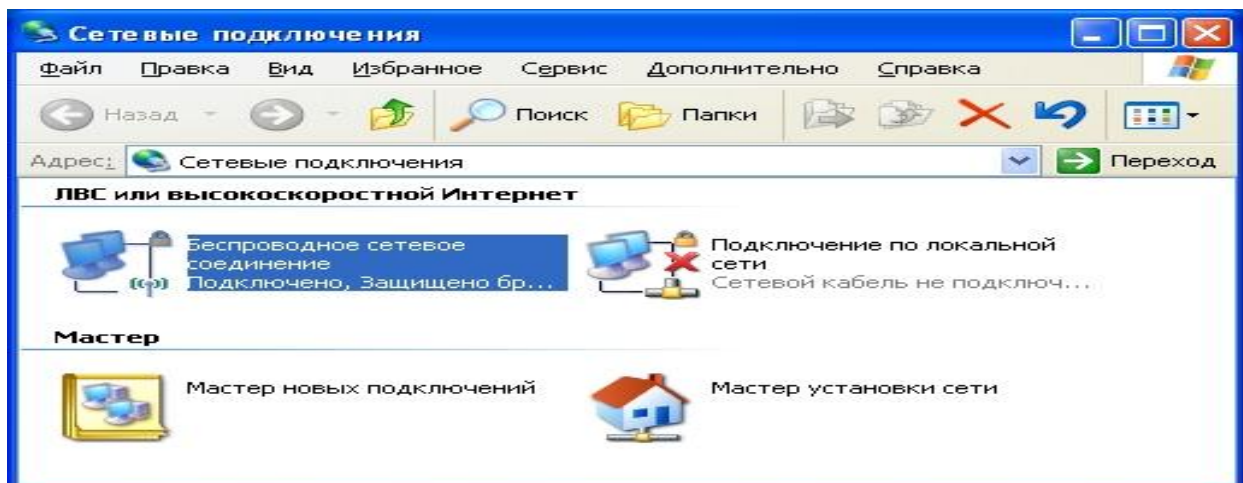 Сетевые подключения
Файл Правка Вид Избранное Сервис Дополнительно Справка
Назад Поиск Папки
Адрес: Сетевые подключения Переход
ЛВС или высокоскоростной Интернет
Беспроводное сетевое
соединение
Подключено, Защищено бр...
Подключение по локальной
сети
Сетевой кабель не подключ...
Мастер
Мастер новых подключений
Мастер установки сети